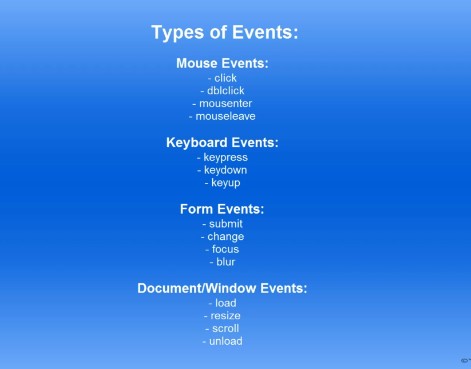 Types of Events:
Mouse Events:
- click
- dblclick
- mousenter
- mouseleave
Keyboard Events:
- keypress
- keydown
- keyup
Form Events:
- submit
- change
- focus
- blur
Document/Window Events:
- load
- resize
- scroll
- unload